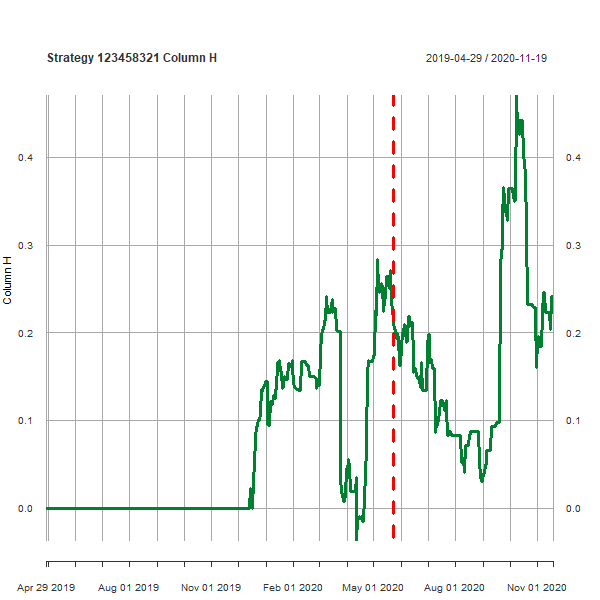 Strategy 123458321 Column H
2019-04-29 / 2020-11-19
0.4 0.4
0.3 0.3
Column H
0.2 0.2
0.1 0.1
0.0 0.0
Apr 29 2019 Aug 01 2019 Nov 01 2019 Feb 01 2020 May 01 2020 Aug 01 2020 Nov 01 2020